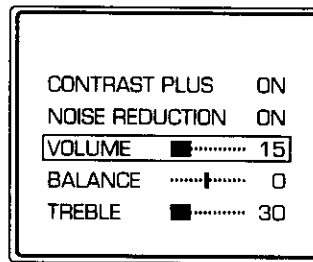 CONTRAST PLUS ON
NOISE REDUCTION ON
VOLUME 15
BALANCE 0
TREBLE 30